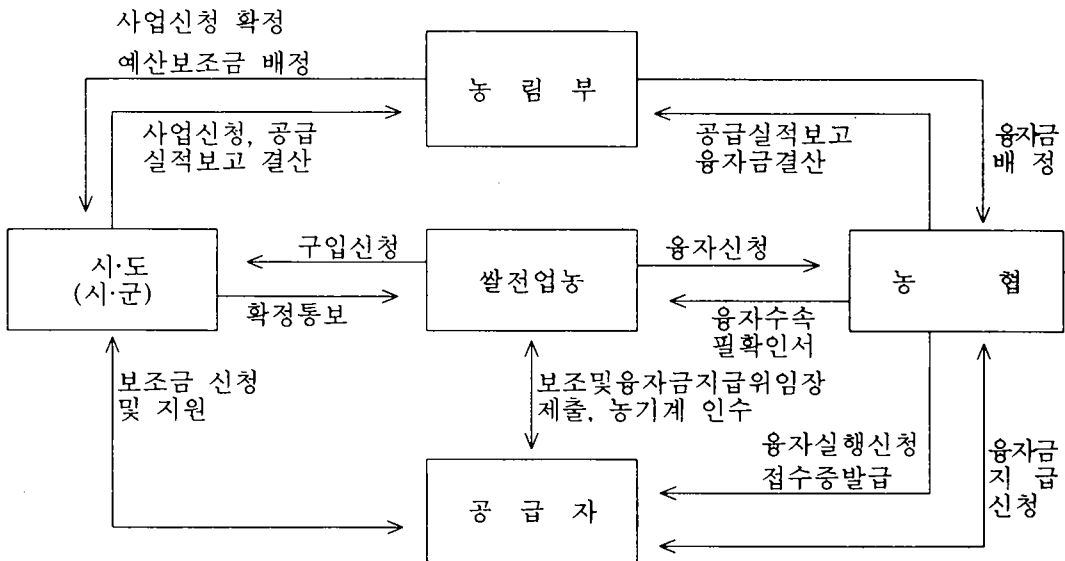 사업신청 확정
예산보조금 배정
농 림 부
사업신청, 공급
실적보고 결산
공급실적보고
융자금결산
융자금
배 정
시·도
(시·군)
구입신청
확정통보
쌀전업농
융자신청
융자수속
필확인서
농 협
보조금 신청
및 지원
보조및융자금지급위임장
제출, 농기계 인수
융자실행신청
접수증발급
융자금
지 급
신청
공 급 자